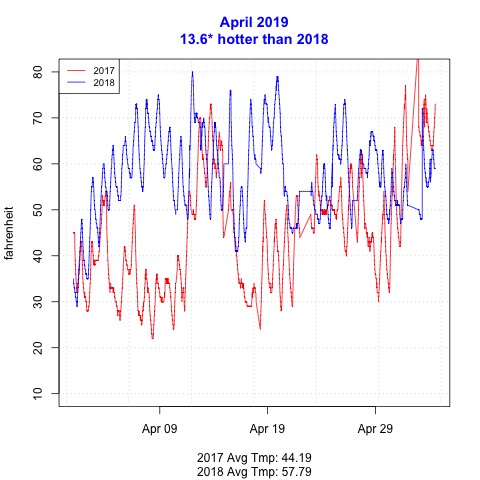 April 2019
13.6* hotter than 2018
2017
2018
fahrenheit
80
70
60
50
40
30
20
10
Apr 09
Apr 19
Apr 29
2017 Avg Tmp: 44.19
2018 Avg Tmp: 57.79